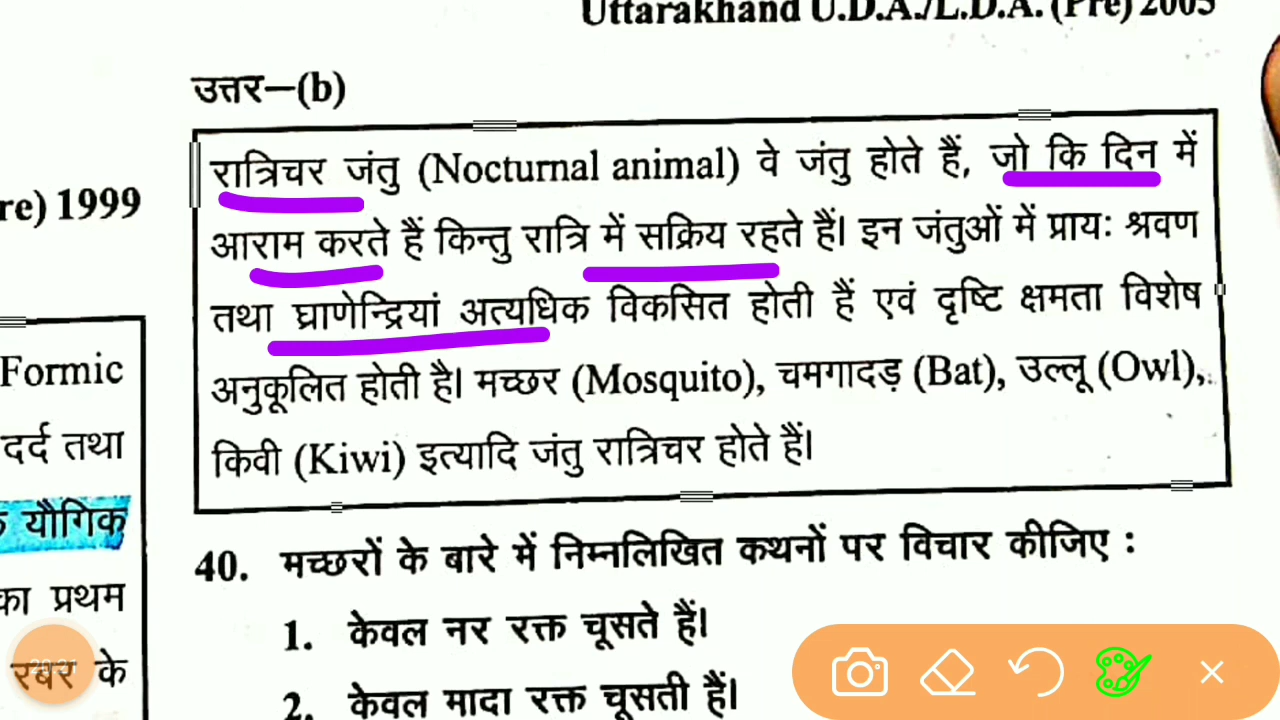 Uttarakhand U.D.A./L.D.A. (Pre) 2005
उत्तर–(b)
रात्रिचर जंतु (Nocturnal animal) वे जंतु होते हैं, जो कि दिन में
आराम करते हैं किन्तु रात्रि में सक्रिय रहते हैं। इन जंतुओं में प्रायः श्रवण
तथा घ्राणेन्द्रियां अत्यधिक विकसित होती हैं एवं दृष्टि क्षमता विशेष
अनुकूलित होती है। मच्छर (Mosquito), चमगादड़ (Bat), उल्लू (Owl),
किवी (Kiwi) इत्यादि जंतु रात्रिचर होते हैं।
40. मच्छरों के बारे में निम्नलिखित कथनों पर विचार कीजिए :
1. केवल नर रक्त चूसते हैं।
2. केवल मादा रक्त चूसती हैं।
re) 1999
Formic
दर्द तथा
यौगिक
का प्रथम
रबर के